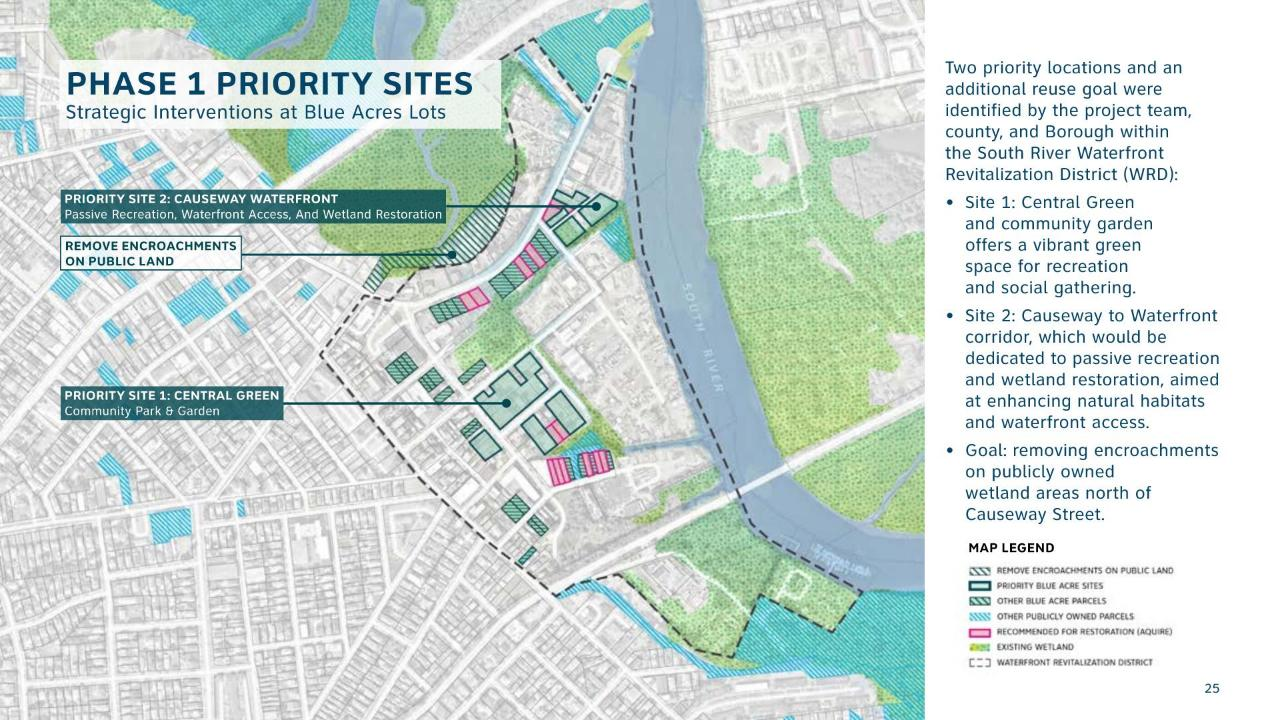 PHASE 1 PRIORITY SITES
Strategic Interventions at Blue Acres Lots
PRIORITY SITE 2: CAUSEWAY WATERFRONT
Passive Recreation, Waterfront Access, And Wetland Restoration
REMOVE ENCROACHMENTS
ON PUBLIC LAND
PRIORITY SITE 1: CENTRAL GREEN
Community Park & Garden
SOUTH RIVER
Two priority locations and an
additional reuse goal were
identified by the project team,
county, and Borough within
the South River Waterfront
Revitalization District (WRD):
• Site 1: Central Green
and community garden
offers a vibrant green
space for recreation
and social gathering.
• Site 2: Causeway to Waterfront
corridor, which would be
dedicated to passive recreation
and wetland restoration, aimed
at enhancing natural habitats
and waterfront access.
• Goal: removing encroachments
on publicly owned
wetland areas north of
Causeway Street.
MAP LEGEND
REMOVE ENCROACHMENTS ON PUBLIC LAND
PRIORITY BLUE ACRE SITES
OTHER BLUE ACRE PARCELS
OTHER PUBLICLY OWNED PARCELS
RECOMMENDED FOR RESTORATION (AQUIRE)
EXISTING WETLAND
WATERFRONT REVITALIZATION DISTRICT
25